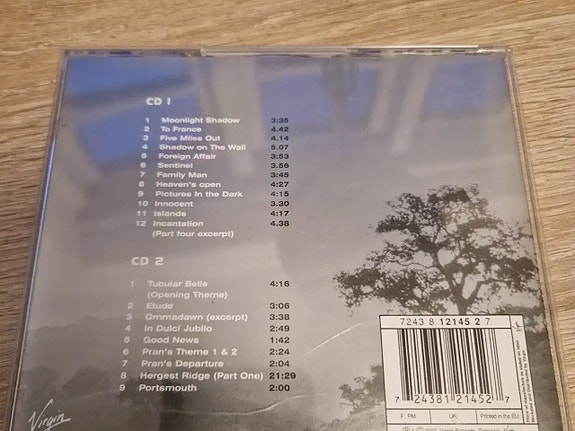 CD 1
1 Moonlight Shadow 3:35
2 To France 4.42
3 Five Miles Out 4.14
4 Shadow on The Wall 5.07
5 Foreign Affair 3:53
6 Sentinel 3.56
7 Family Man 3:45
8 Heaven's open 4:27
9 Pictures In the Dark 4:15
10 Innocent 3.30
11 Islands 4:17
12 Incantation 4.38
(Part four excerpt)
CD 2
1 Tubular Bells 4:16
(Opening Theme)
2 Etude 3:06
3 Ommadawn (excerpt) 3:38
4 In Dulci Jubilo 2:49
5 Good News 1:42
6 Pran's Theme 1 & 2 2:24
7 Pran's Departure 2:04
8 Hergest Ridge (Part One) 21:29
9 Portsmouth 2:00
Virgin
7243 8 12145 2 7
7 24381 21452 7
F: PM UK: Printed in the EU